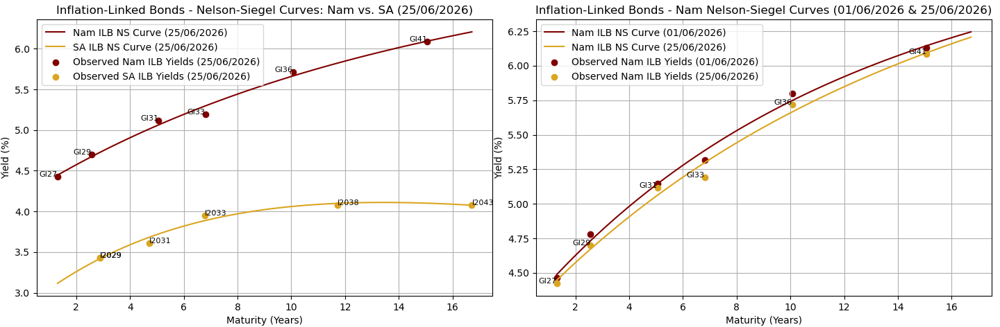 Inflation-Linked Bonds - Nelson-Siegel Curves: Nam vs. SA (25/06/2026)
Nam ILB NS Curve (25/06/2026)
SA ILB NS Curve (25/06/2026)
Observed Nam ILB Yields (25/06/2026)
Observed SA ILB Yields (25/06/2026)
Yield (%)
6.0
5.5
5.0
4.5
4.0
3.5
3.0
GI27
GI29
GI31
GI33
GI36
GI41
I2029
I2031
I2033
I2038
I2043
2 4 6 8 10 12 14 16
Maturity (Years)
Inflation-Linked Bonds - Nam Nelson-Siegel Curves (01/06/2026 & 25/06/2026)
Nam ILB NS Curve (01/06/2026)
Nam ILB NS Curve (25/06/2026)
Observed Nam ILB Yields (01/06/2026)
Observed Nam ILB Yields (25/06/2026)
Yield (%)
6.25
6.00
5.75
5.50
5.25
5.00
4.75
4.50
GI27
GI29
GI31
GI33
GI36
GI41
2 4 6 8 10 12 14 16
Maturity (Years)